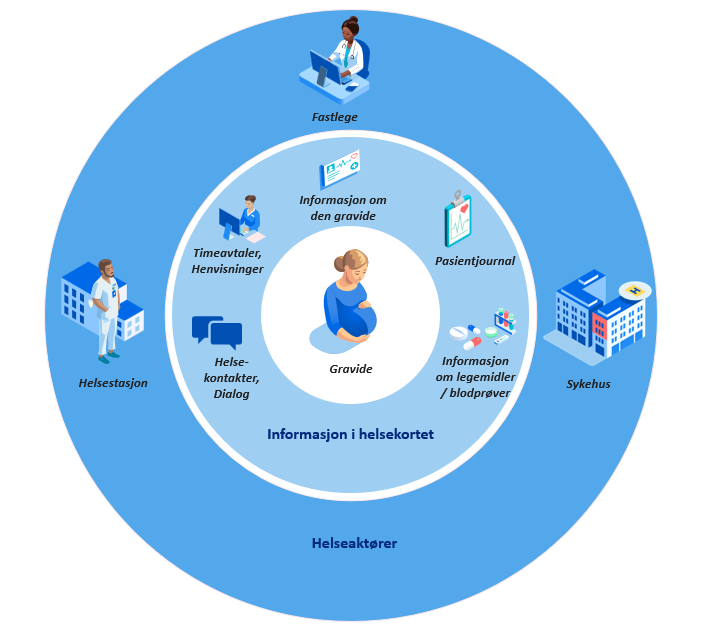 Fastlege
Informasjon om
den gravide
Timeavtaler,
Henvisninger
Pasientjournal
Helsestasjon
Helse-
kontakter,
Dialog
Gravide
Informasjon
om legemidler
/ blodprøver
Sykehus
Informasjon i helsekortet
Helseaktører